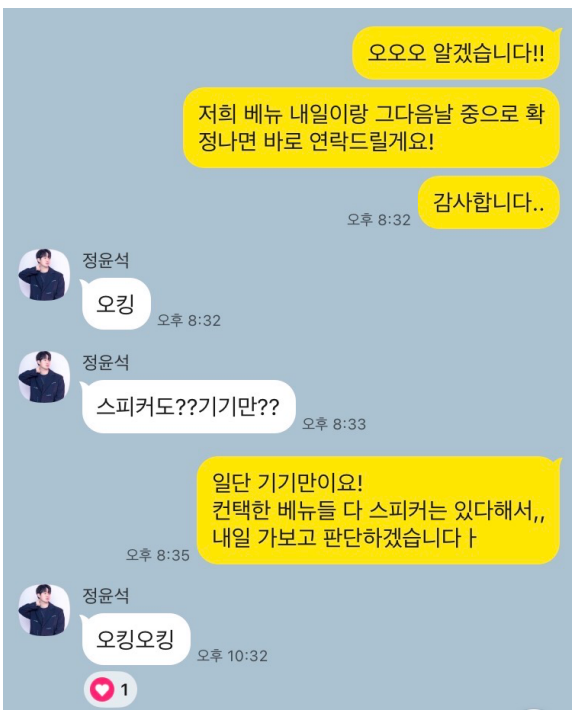 오오오 알겠습니다!!
저희 베뉴 내일이랑 그다음날 중으로 확
정나면 바로 연락드릴게요!
감사합니다..
오후 8:32
정윤석
오킹
오후 8:32
정윤석
스피커도??기기만??
오후 8:33
일단 기기만이요!
컨택한 베뉴들 다 스피커는 있다해서,,
내일 가보고 판단하겠습니다ㅏ
오후 8:35
정윤석
오킹오킹
오후 10:32
1